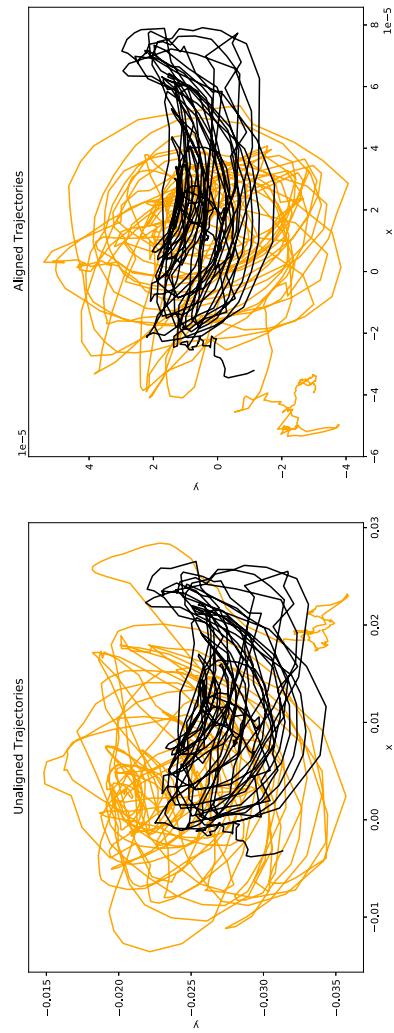 Unaligned Trajectories
−0.015
−0.020
−0.025
−0.030
−0.035
y
−0.01 0.00 0.01 0.02 0.03
x
Aligned Trajectories
1e−5
4
2
0
−2
−4
y
−6 −4 −2 0 2 4 6 8
x
1e−5